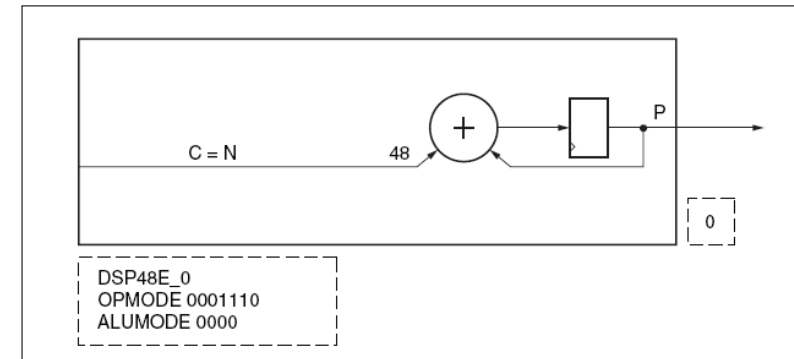 P
+
C = N
48
0
DSP48E_0
OPMODE 0001110
ALUMODE 0000